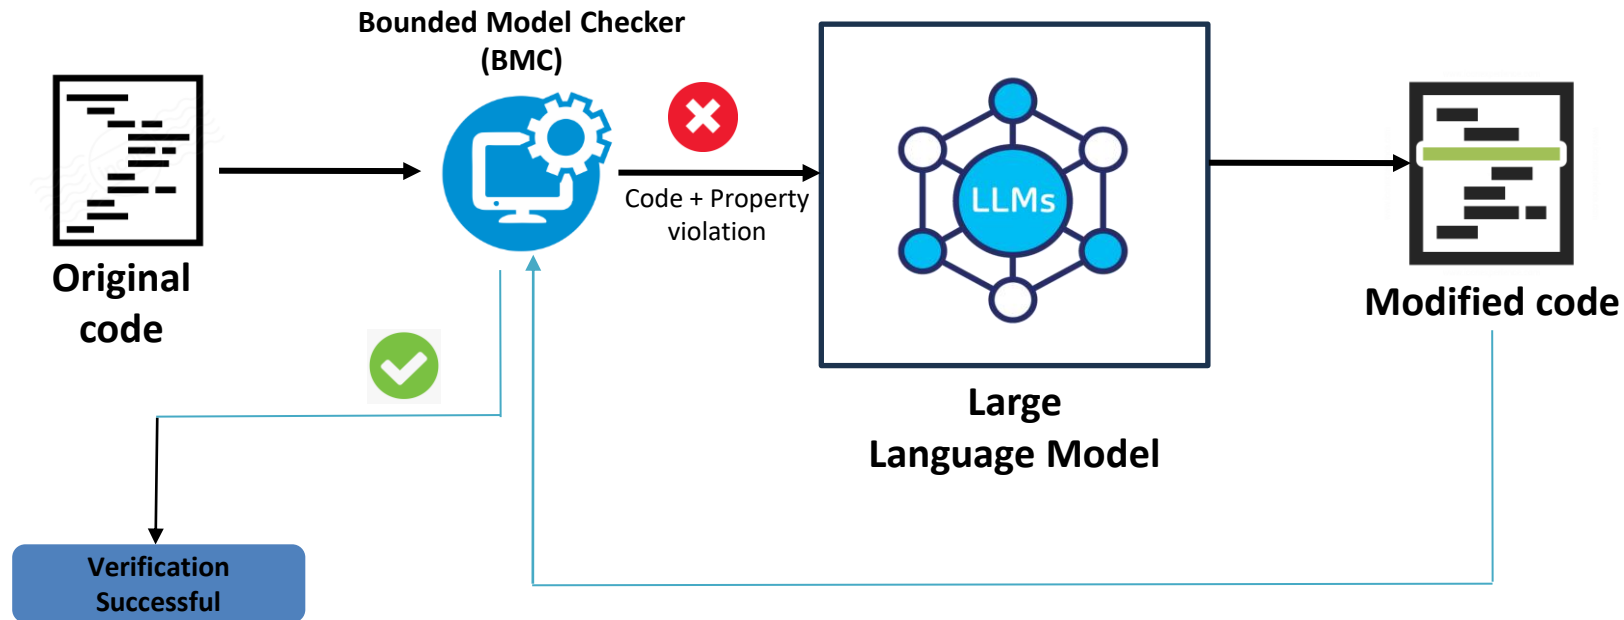 Bounded Model Checker
(BMC)
Original
code
Code + Property
violation
LLMs
Large
Language Model
Modified code
Verification
Successful